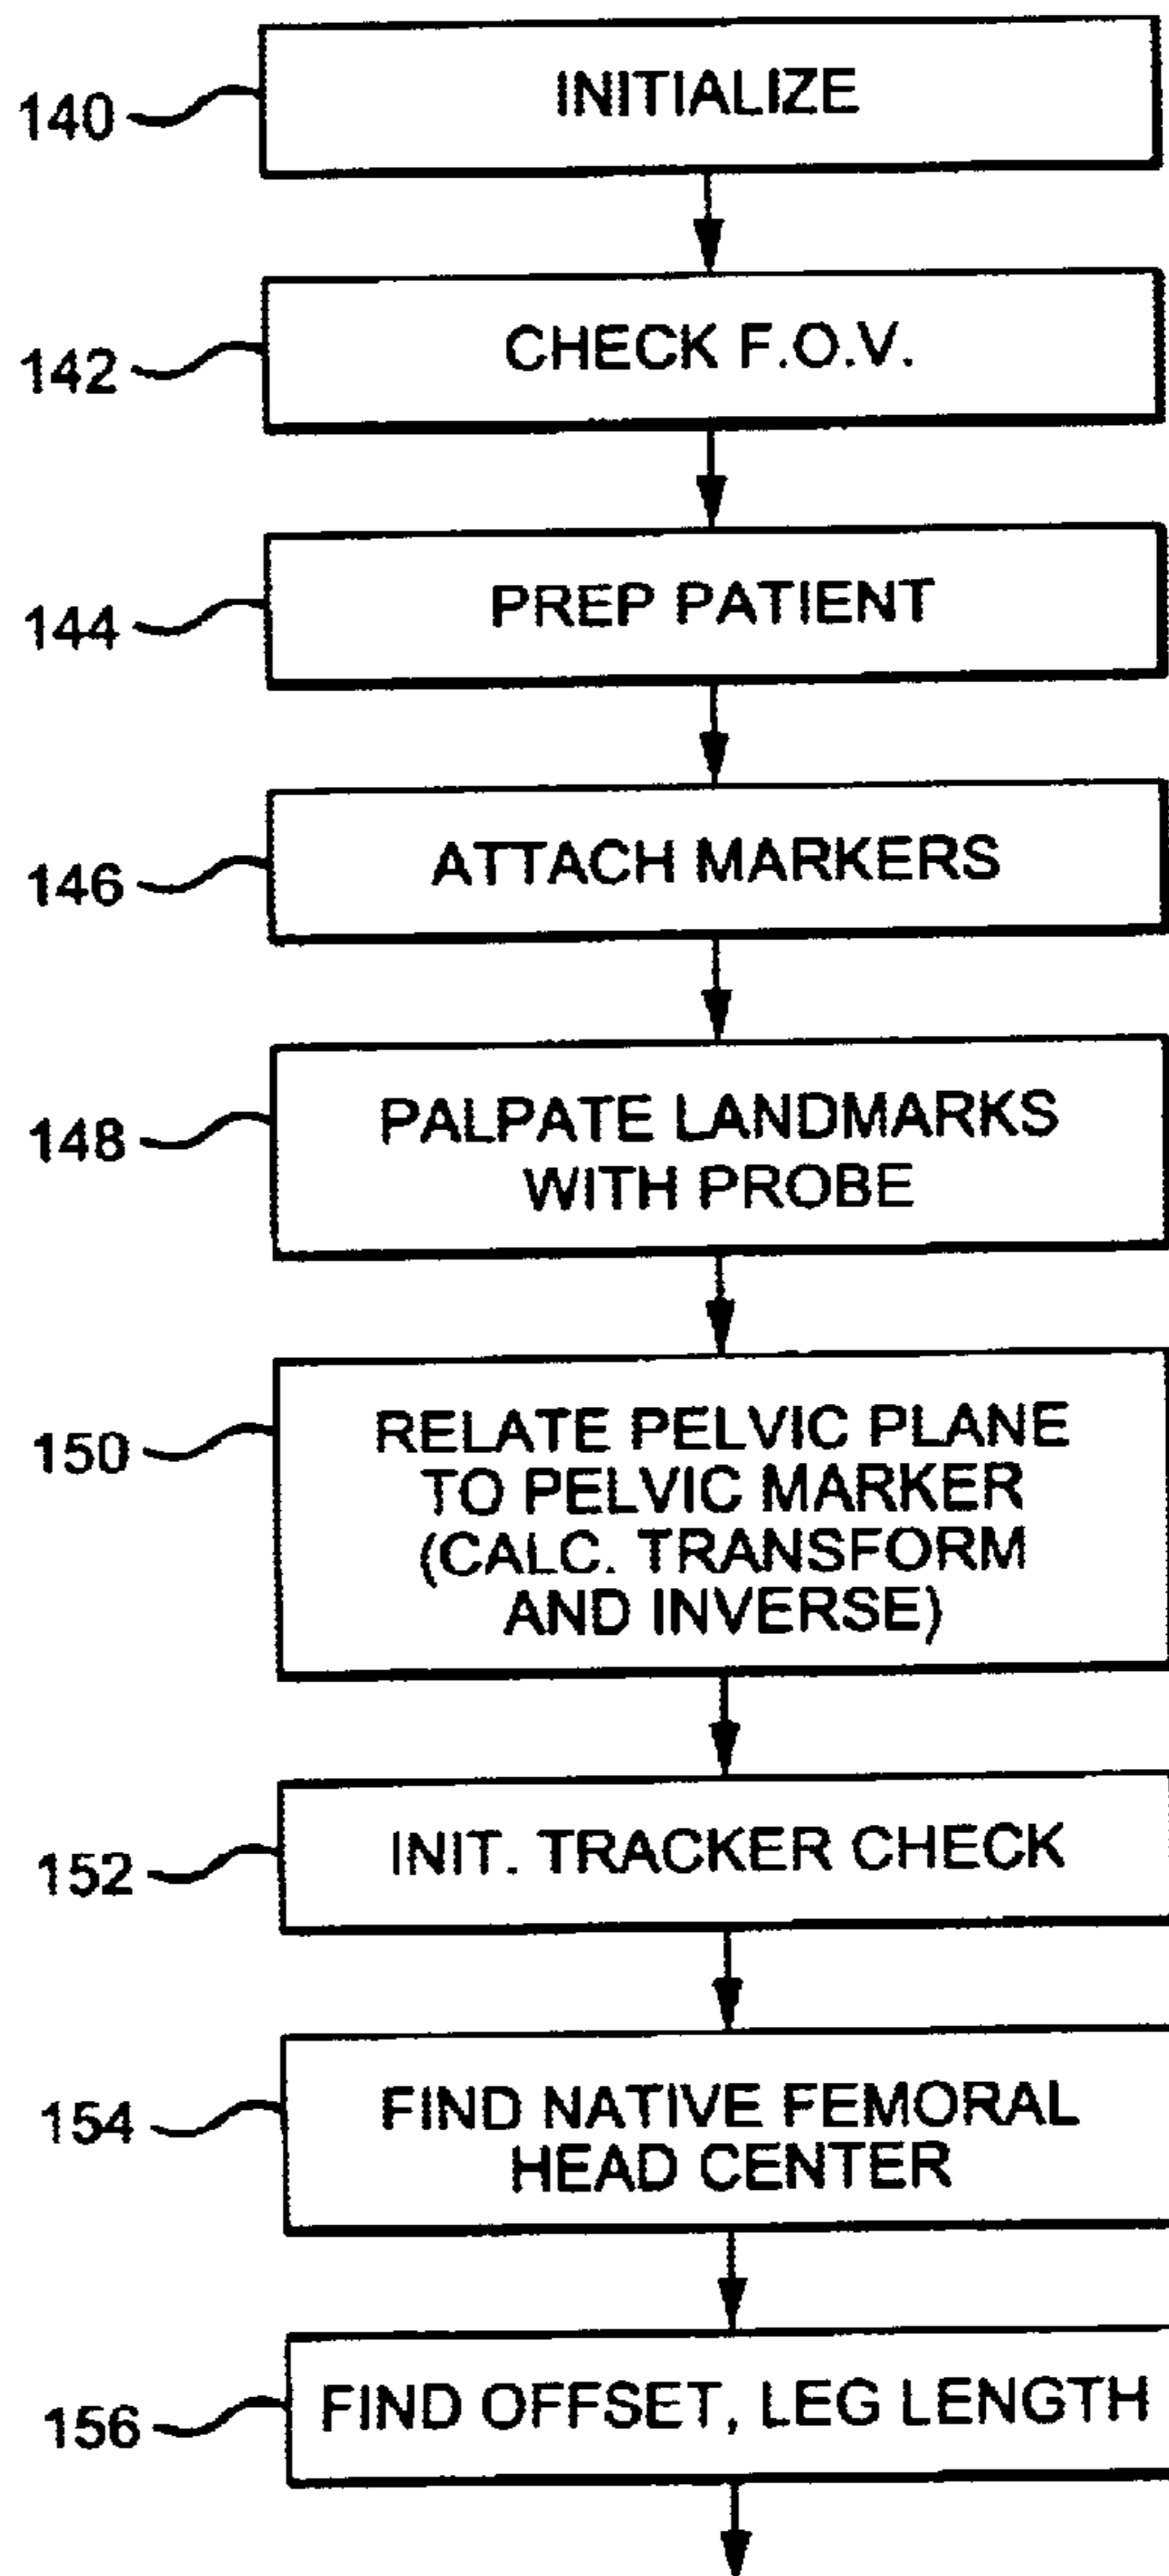 140
INITIALIZE
142
CHECK F.O.V.
144
PREP PATIENT
146
ATTACH MARKERS
148
PALPATE LANDMARKS
WITH PROBE
150
RELATE PELVIC PLANE
TO PELVIC MARKER
(CALC. TRANSFORM
AND INVERSE)
152
INIT. TRACKER CHECK
154
FIND NATIVE FEMORAL
HEAD CENTER
156
FIND OFFSET, LEG LENGTH